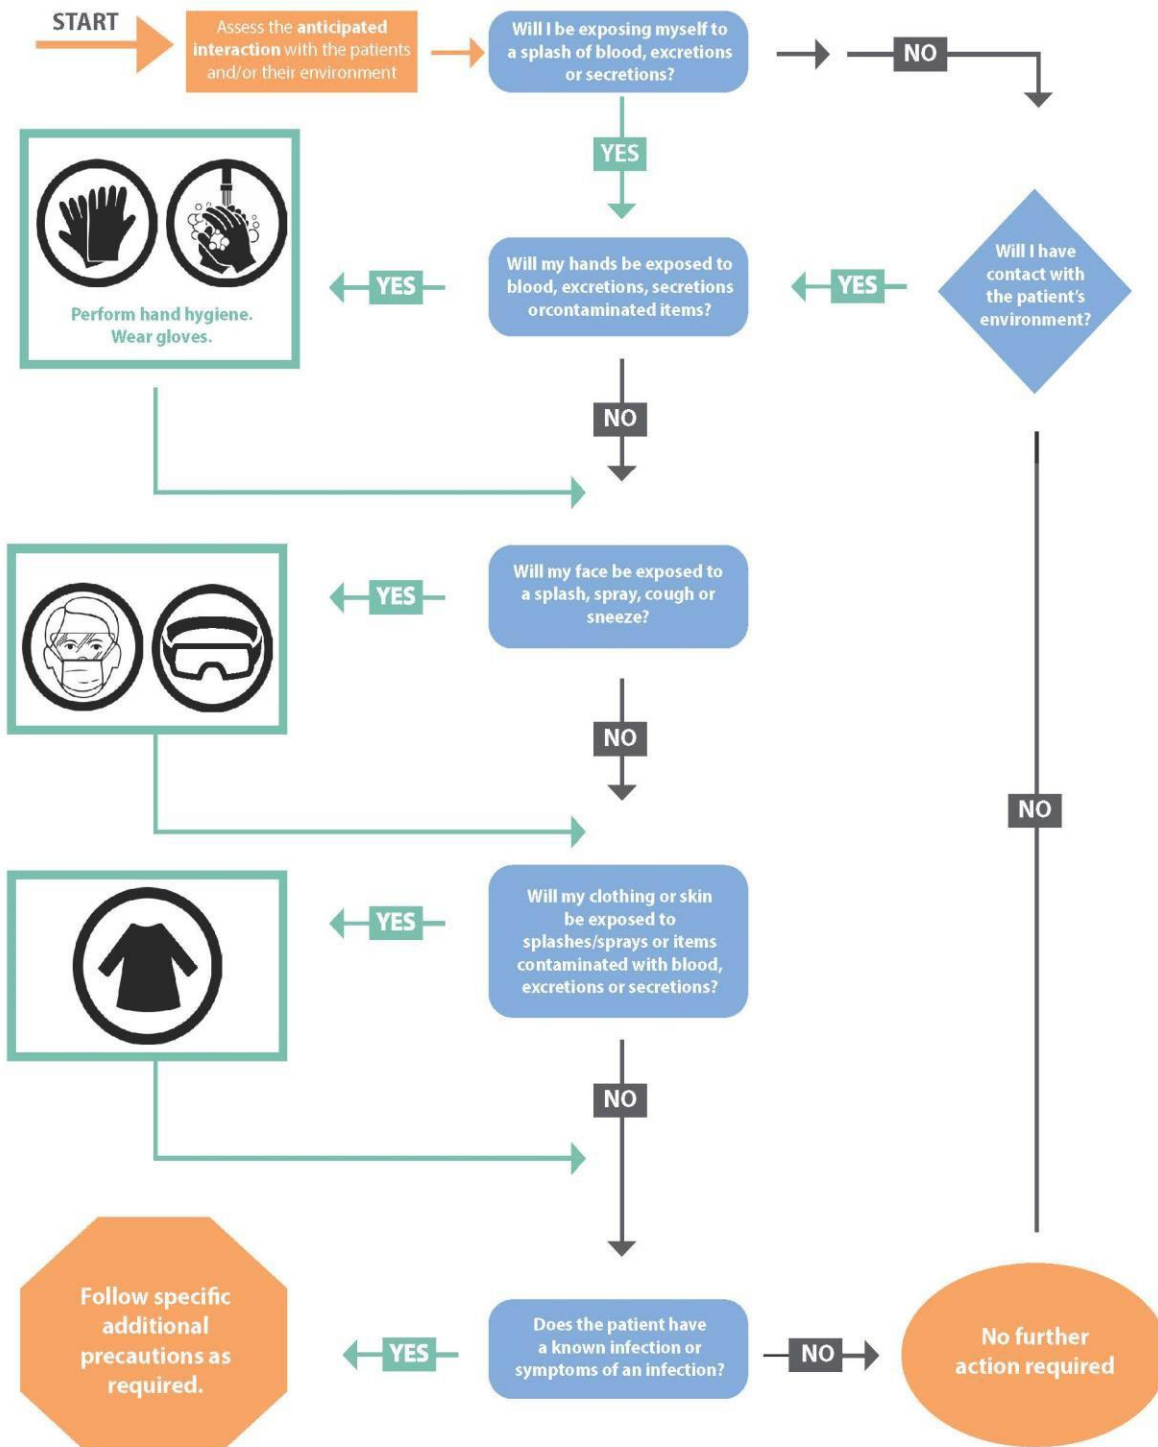 START
Assess the anticipated
interaction with the patients
and/or their environment
Will I be exposing myself to
a splash of blood, excretions
or secretions?
NO
YES
Perform hand hygiene.
Wear gloves.
YES
Will my hands be exposed to
blood, excretions, secretions
orcontaminated items?
YES
Will I have
contact with
the patient's
environment?
NO
YES
Will my face be exposed to
a splash, spray, cough or
sneeze?
NO
NO
YES
Will my clothing or skin
be exposed to
splashes/sprays or items
contaminated with blood,
excretions or secretions?
NO
Follow specific
additional
precautions as
required.
YES
Does the patient have
a known infection or
symptoms of an infection?
NO
No further
action required